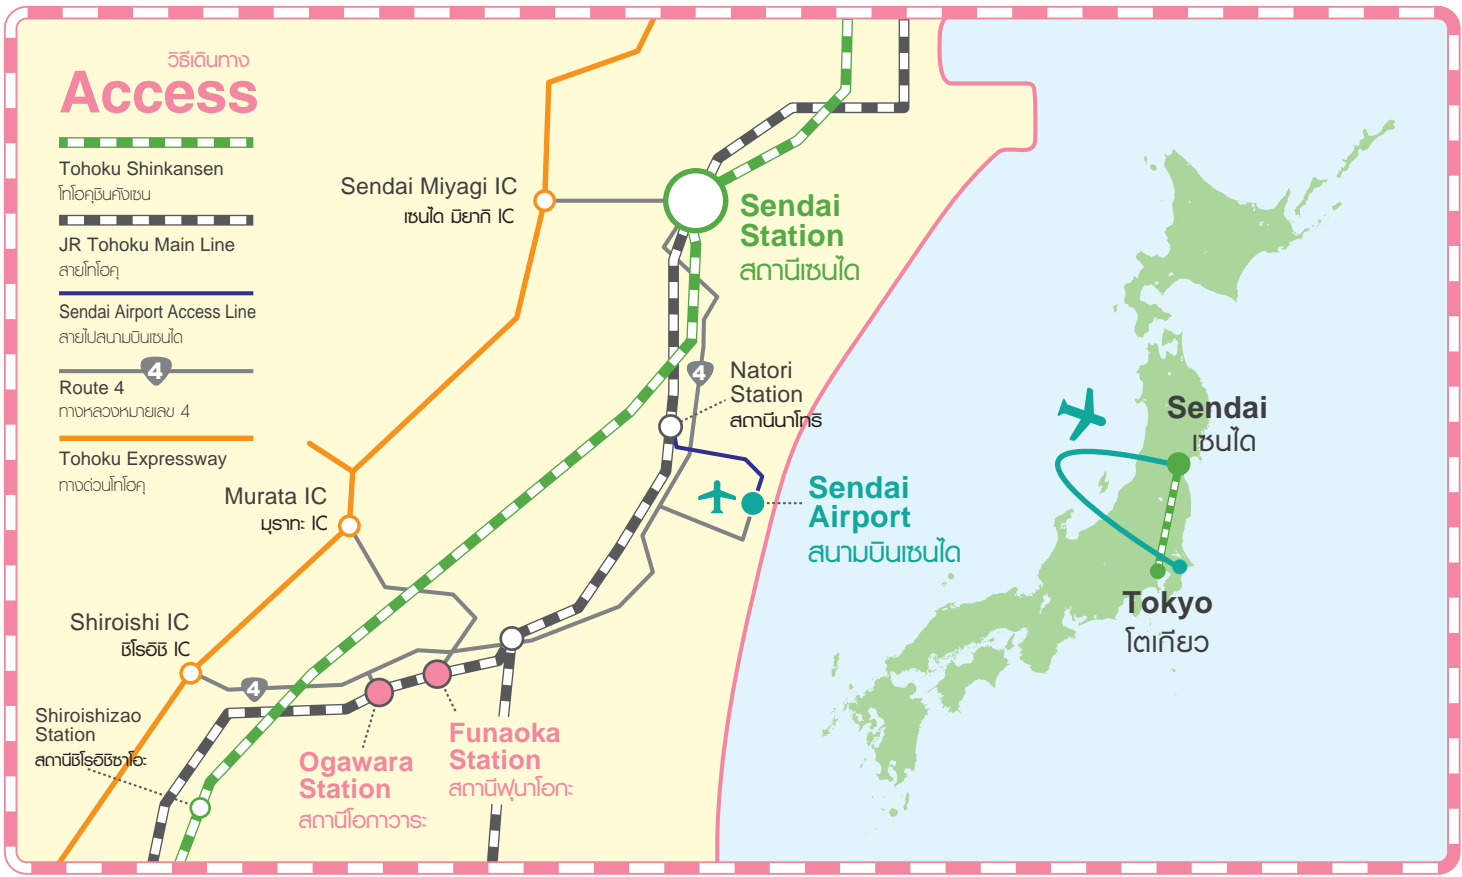 วิธีเดินทาง
Access
Tohoku Shinkansen
โทโฮคุชินคังเซน
JR Tohoku Main Line
สายโทโฮคุ
Sendai Airport Access Line
สายไปสนามบินเซนได
4
Route 4
ทางหลวงหมายเลข 4
Tohoku Expressway
ทางด่วนโทโฮคุ
Sendai Miyagi IC
เซนได มิยากิ IC
Sendai
Station
สถานีเซนได
4
Natori
Station
สถานีนาโทริ
Sendai
Airport
สนามบินเซนได
Murata IC
มุราทะ IC
Shiroishi IC
ชิโรอิชิ IC
4
Shiroishizao
Station
สถานีชิโรอิชิซาโอะ
Ogawara
Station
สถานีโอกาวาระ
Funaoka
Station
สถานีฟุนาโอกะ
Sendai
เซนได
Tokyo
โตเกียว